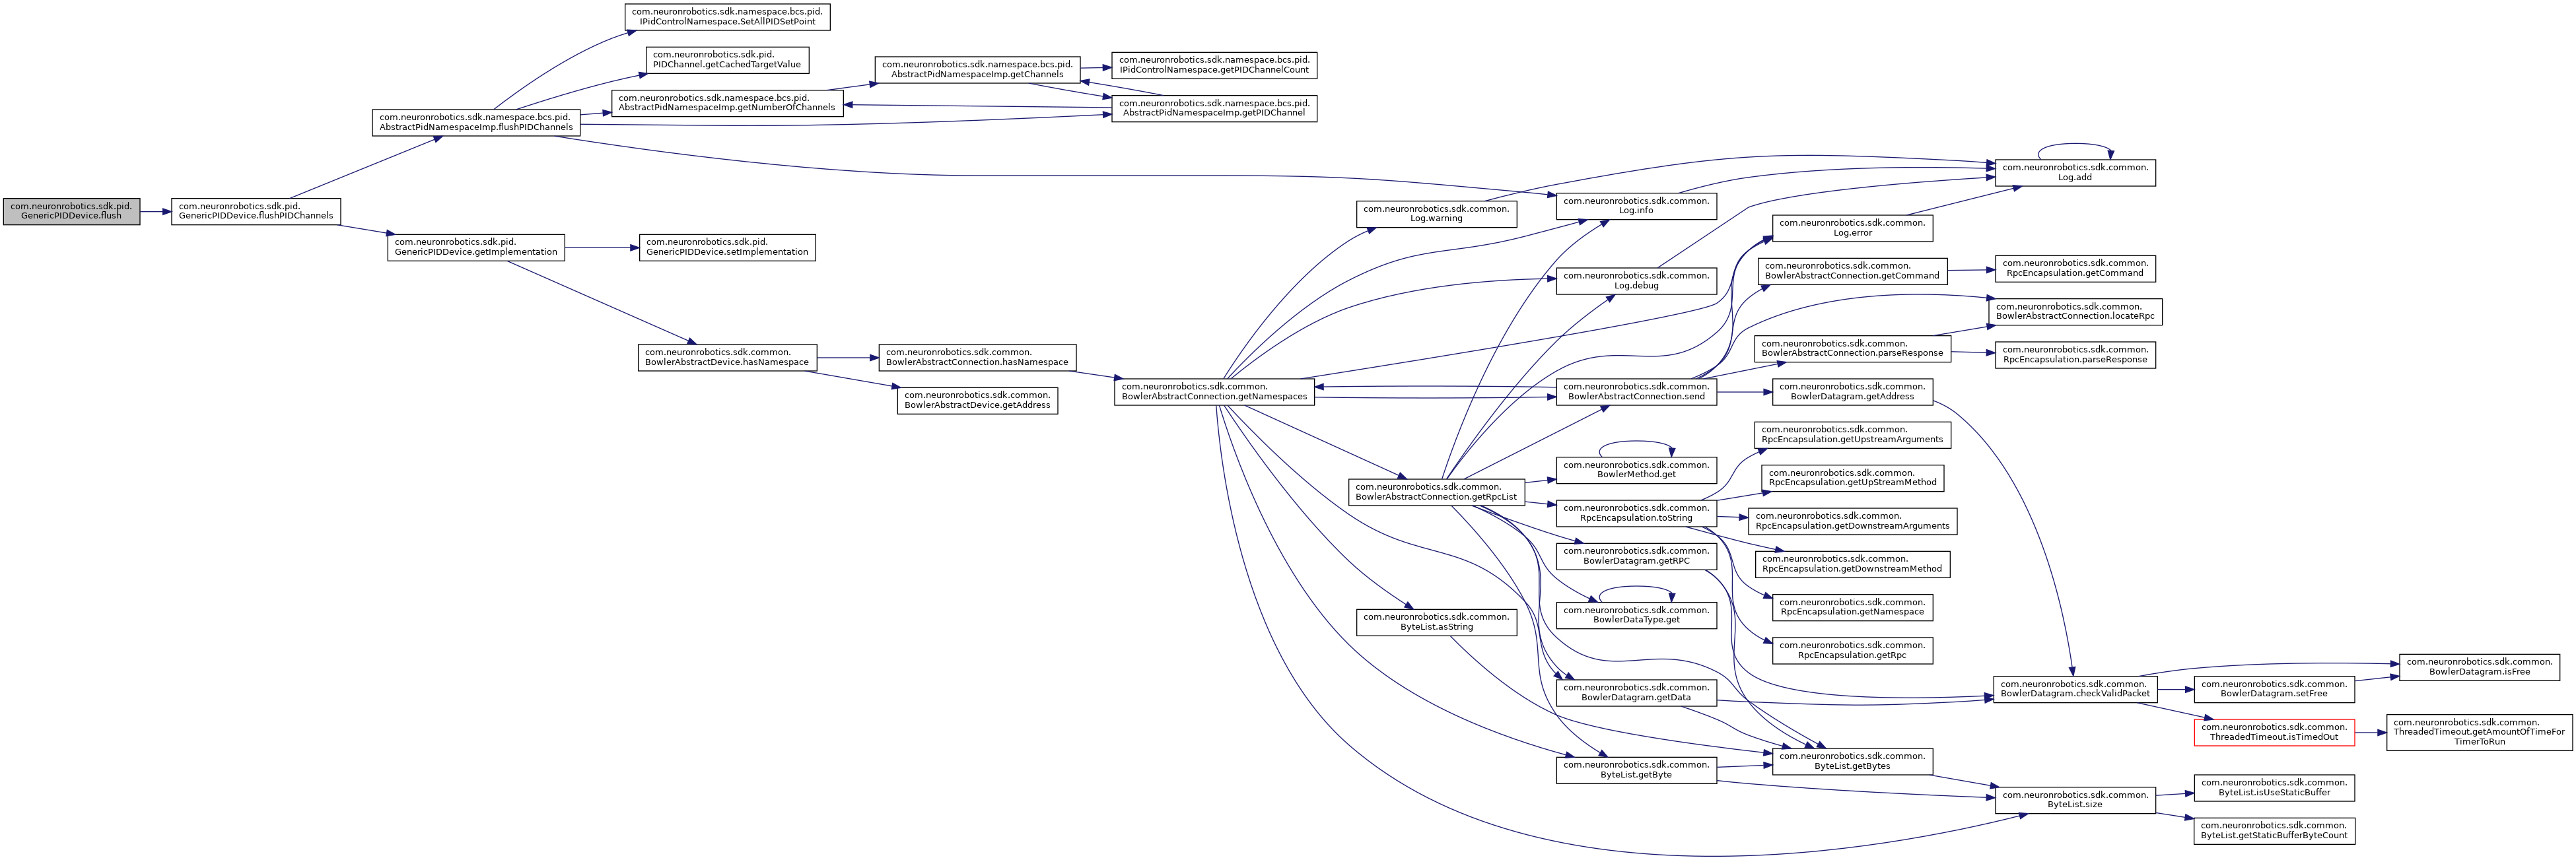 com.neuronrobotics.sdk.pid.
GenericPIDDevice.flush
com.neuronrobotics.sdk.pid.
GenericPIDDevice.flushPIDChannels
com.neuronrobotics.sdk.namespace.bcs.pid.
AbstractPidNamespaceImp.flushPIDChannels
com.neuronrobotics.sdk.pid.
GenericPIDDevice.getImplementation
com.neuronrobotics.sdk.namespace.bcs.pid.
IPidControlNamespace.SetAllPIDSetPoint
com.neuronrobotics.sdk.pid.
PIDChannel.getCachedTargetValue
com.neuronrobotics.sdk.namespace.bcs.pid.
AbstractPidNamespaceImp.getNumberOfChannels
com.neuronrobotics.sdk.pid.
GenericPIDDevice.setImplementation
com.neuronrobotics.sdk.common.
BowlerAbstractDevice.hasNamespace
com.neuronrobotics.sdk.namespace.bcs.pid.
AbstractPidNamespaceImp.getChannels
com.neuronrobotics.sdk.common.
BowlerAbstractConnection.hasNamespace
com.neuronrobotics.sdk.common.
BowlerAbstractDevice.getAddress
com.neuronrobotics.sdk.namespace.bcs.pid.
IPidControlNamespace.getPIDChannelCount
com.neuronrobotics.sdk.namespace.bcs.pid.
AbstractPidNamespaceImp.getPIDChannel
com.neuronrobotics.sdk.common.
BowlerAbstractConnection.getNamespaces
com.neuronrobotics.sdk.common.
Log.warning
com.neuronrobotics.sdk.common.
BowlerAbstractConnection.getRpcList
com.neuronrobotics.sdk.common.
ByteList.asString
com.neuronrobotics.sdk.common.
Log.info
com.neuronrobotics.sdk.common.
Log.debug
com.neuronrobotics.sdk.common.
BowlerAbstractConnection.send
com.neuronrobotics.sdk.common.
BowlerMethod.get
com.neuronrobotics.sdk.common.
RpcEncapsulation.toString
com.neuronrobotics.sdk.common.
BowlerDatagram.getRPC
com.neuronrobotics.sdk.common.
BowlerDataType.get
com.neuronrobotics.sdk.common.
BowlerDatagram.getData
com.neuronrobotics.sdk.common.
ByteList.getByte
com.neuronrobotics.sdk.common.
Log.error
com.neuronrobotics.sdk.common.
BowlerAbstractConnection.getCommand
com.neuronrobotics.sdk.common.
BowlerAbstractConnection.parseResponse
com.neuronrobotics.sdk.common.
BowlerDatagram.getAddress
com.neuronrobotics.sdk.common.
RpcEncapsulation.getUpstreamArguments
com.neuronrobotics.sdk.common.
RpcEncapsulation.getUpStreamMethod
com.neuronrobotics.sdk.common.
RpcEncapsulation.getDownstreamArguments
com.neuronrobotics.sdk.common.
RpcEncapsulation.getDownstreamMethod
com.neuronrobotics.sdk.common.
RpcEncapsulation.getNamespace
com.neuronrobotics.sdk.common.
RpcEncapsulation.getRpc
com.neuronrobotics.sdk.common.
ByteList.getBytes
com.neuronrobotics.sdk.common.
Log.add
com.neuronrobotics.sdk.common.
RpcEncapsulation.getCommand
com.neuronrobotics.sdk.common.
BowlerAbstractConnection.locateRpc
com.neuronrobotics.sdk.common.
RpcEncapsulation.parseResponse
com.neuronrobotics.sdk.common.
BowlerDatagram.checkValidPacket
com.neuronrobotics.sdk.common.
ByteList.size
com.neuronrobotics.sdk.common.
BowlerDatagram.setFree
com.neuronrobotics.sdk.common.
ThreadedTimeout.isTimedOut
com.neuronrobotics.sdk.common.
ByteList.isUseStaticBuffer
com.neuronrobotics.sdk.common.
ByteList.getStaticBufferByteCount
com.neuronrobotics.sdk.common.
BowlerDatagram.isFree
com.neuronrobotics.sdk.common.
ThreadedTimeout.getAmountOfTimeFor
TimerToRun